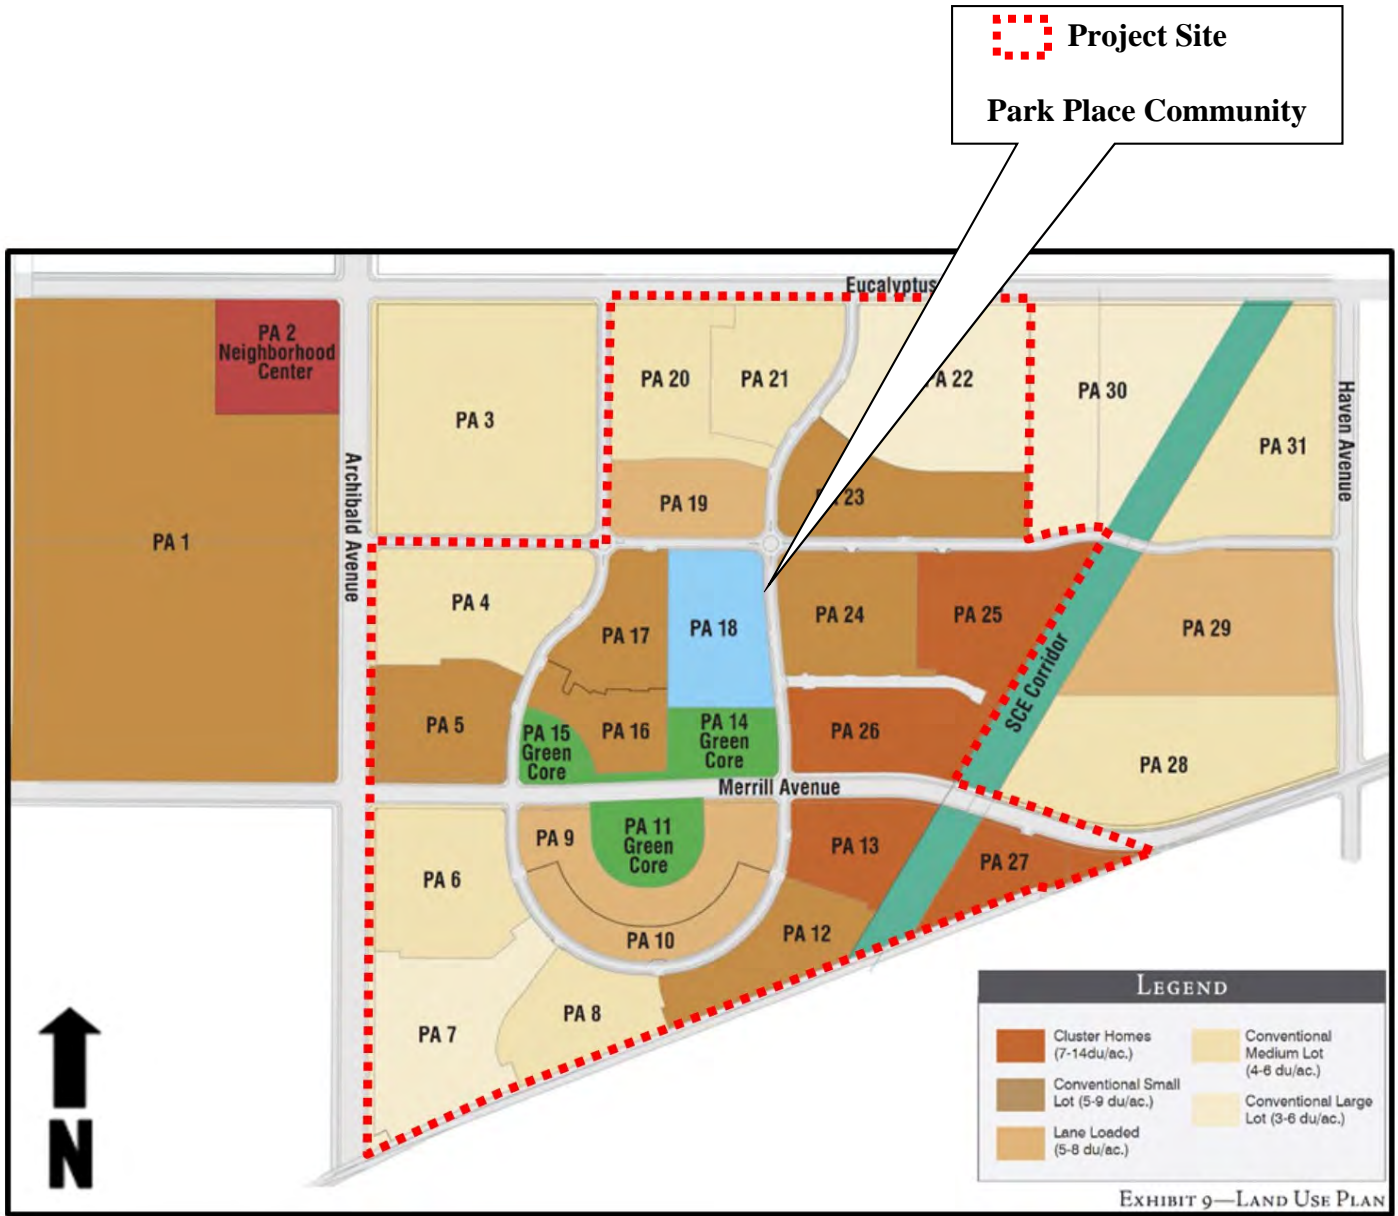 Project Site
Park Place Community
Eucalyptus
PA 2
Neighborhood
Center
PA 20
PA 21
PA 22
PA 30
PA 3
PA 31
Haven Avenue
Archibald Avenue
PA 19
PA 23
PA 1
PA 4
PA 17
PA 18
PA 24
PA 25
PA 29
SCE Corridor
PA 5
PA 15
Green
Core
PA 16
PA 14
Green
Core
PA 26
PA 28
Merrill Avenue
PA 9
PA 11
Green
Core
PA 13
PA 27
PA 6
PA 10
PA 12
PA 7
PA 8
N
LEGEND
Cluster Homes
(7-14du/ac.)
Conventional Small
Lot (5-9 du/ac.)
Lane Loaded
(5-8 du/ac.)
Conventional
Medium Lot
(4-6 du/ac.)
Conventional Large
Lot (3-6 du/ac.)
EXHIBIT 9—LAND USE PLAN